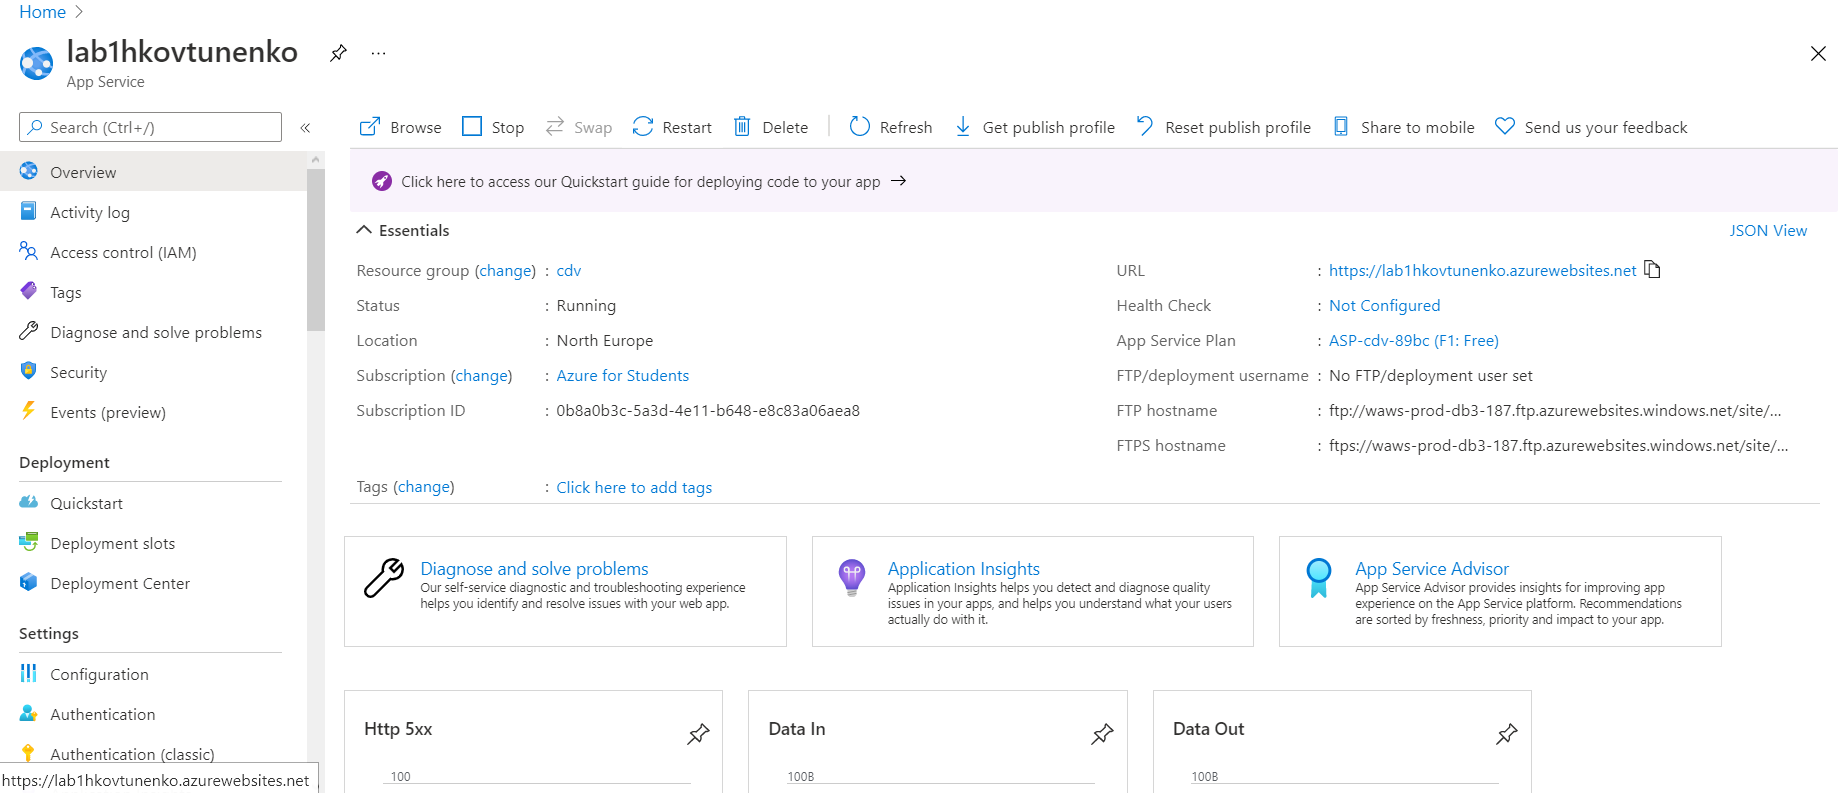 Home
lab1hkovtunenko ...
App Service
Search (Ctrl+/) «
Browse Stop Swap Restart Delete Refresh Get publish profile Reset publish profile Share to mobile Send us your feedback
Overview
Activity log
Access control (IAM)
Tags
Diagnose and solve problems
Security
Events (preview)
Deployment
Quickstart
Deployment slots
Deployment Center
Settings
Configuration
Authentication
Authentication (classic)
https://lab1hkovtunenko.azurewebsites.net
Click here to access our Quickstart guide for deploying code to your app →
Essentials
JSON View
Resource group (change) : cdv
Status : Running
Location : North Europe
Subscription (change) : Azure for Students
Subscription ID : 0b8a0b3c-5a3d-4e11-b648-e8c83a06aea8
URL : https://lab1hkovtunenko.azurewebsites.net
Health Check : Not Configured
App Service Plan : ASP-cdv-89bc (F1: Free)
FTP/deployment username : No FTP/deployment user set
FTP hostname : ftp://waws-prod-db3-187.ftp.azurewebsites.windows.net/site/...
FTPS hostname : ftps://waws-prod-db3-187.ftp.azurewebsites.windows.net/site/...
Tags (change) : Click here to add tags
Diagnose and solve problems
Our self-service diagnostic and troubleshooting experience
helps you identify and resolve issues with your web app.
Application Insights
Application Insights helps you detect and diagnose quality
issues in your apps, and helps you understand what your users
actually do with it.
App Service Advisor
App Service Advisor provides insights for improving app
experience on the App Service platform. Recommendations
are sorted by freshness, priority and impact to your app.
Http 5xx
100
Data In
100B
Data Out
100B